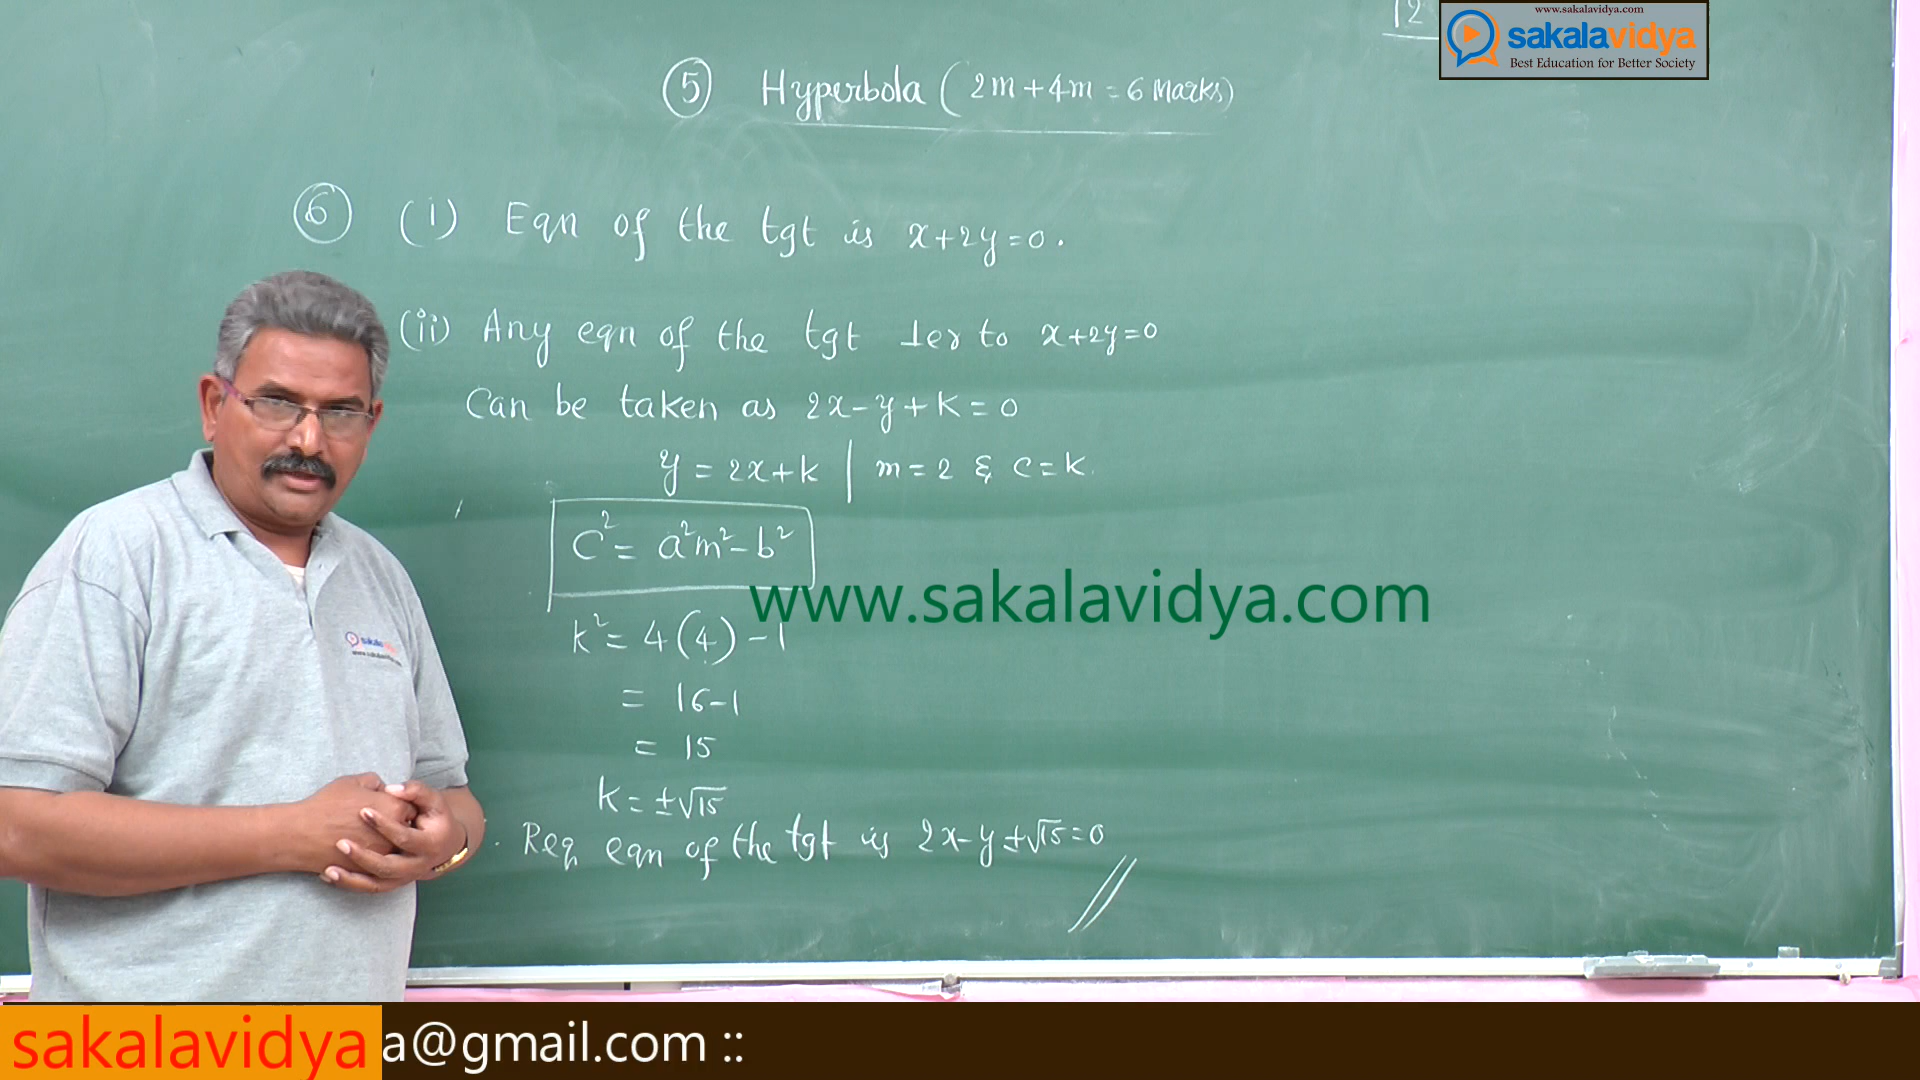 12
www.sakalavidya.com
sakalavidya
Best Education for Better Society
⑤ Hyperbola (2m+4m=6 Marks)
⑥ (i) Eqn of the tgt is x+2y=0.
(ii) Any eqn of the tgt ⊥er to x+2y=0
Can be taken as 2x-y+k=0
y = 2x+k | m=2 & c=k.
C² = a²m²-b²
www.sakalavidya.com
k² = 4(4)-1
= 16-1
= 15
k = ±√15
Req eqn of the tgt is 2x-y±√15=0
sakalavidya
sakalavidya a@gmail.com ::